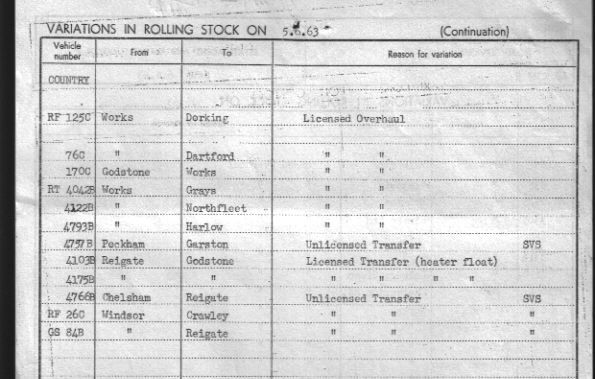 VARIATIONS IN ROLLING STOCK ON 5.6.63 (Continuation)
Vehicle number From To Reason for variation
COUNTRY
RF 125C Works Dorking Licensed Overhaul
76C " Dartford " "
170C Godstone Works " "
RT 4042B Works Grays " "
4122B " Northfleet " "
4793B " Harlow " "
4757B Peckham Garston Unlicensed Transfer SVS
4103B Reigate Godstone Licensed Transfer (heater float)
4175B " " " " " "
4766B Chelsham Reigate Unlicensed Transfer SVS
RF 26C Windsor Crawley " " "
GS 84B " Reigate " " "